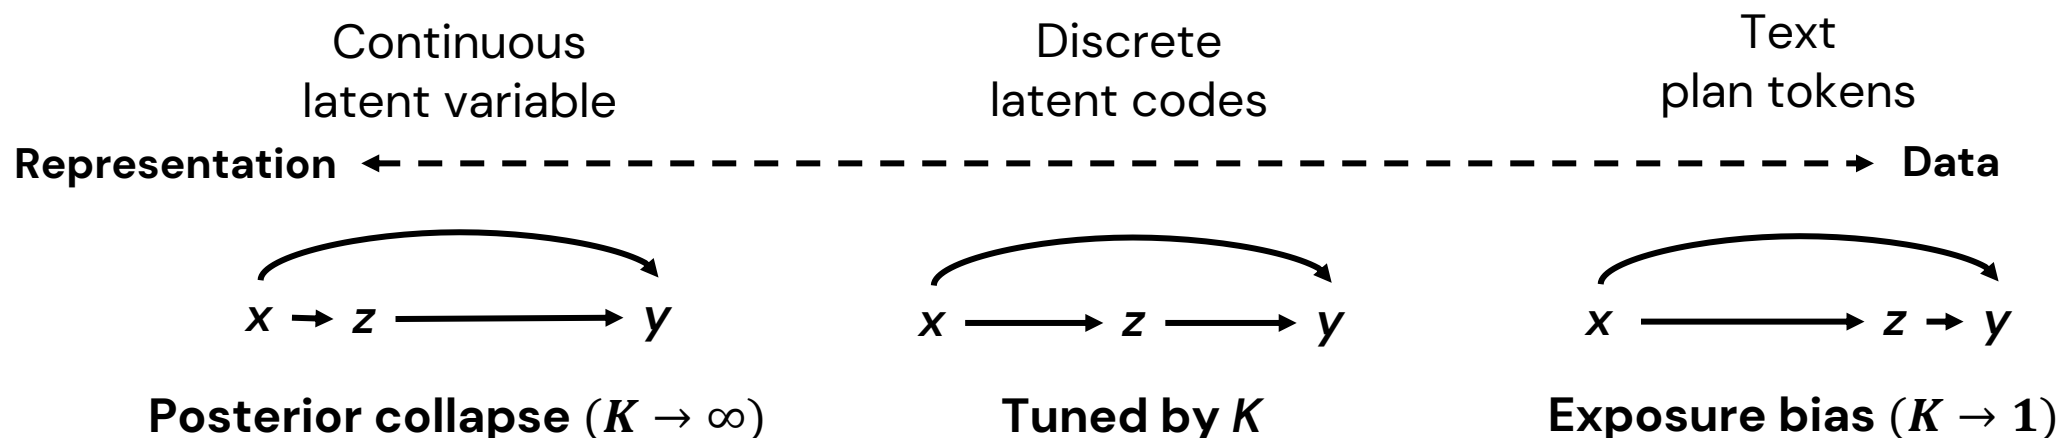 Continuous
latent variable
Discrete
latent codes
Text
plan tokens
Representation
Data
x z y
x z y
x z y
Posterior collapse (K → ∞)
Tuned by K
Exposure bias (K → 1)